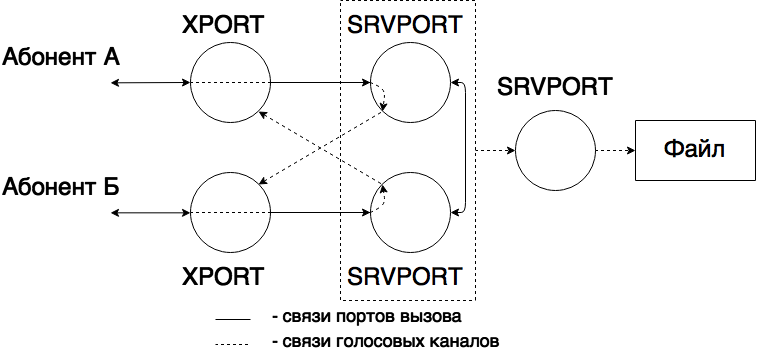 XPORT
SRVPORT
Абонент А
SRVPORT
Файл
Абонент Б
XPORT
SRVPORT
- связи портов вызова
- связи голосовых каналов